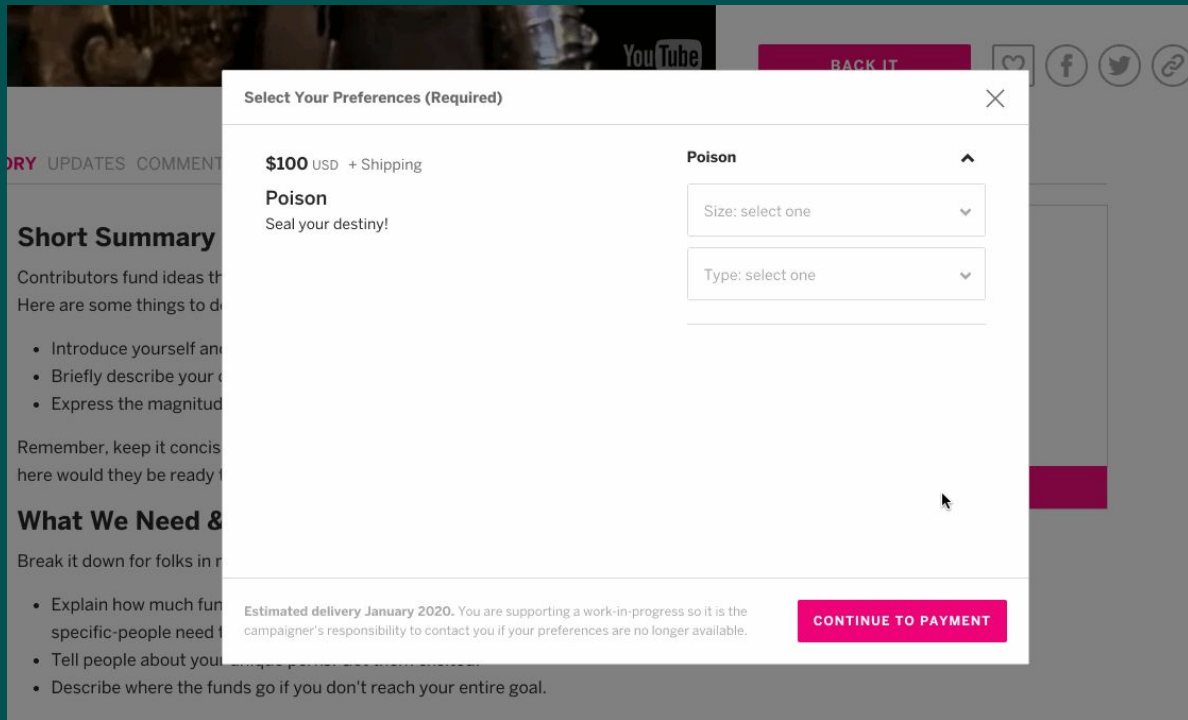 YouTube
BACK IT
Select Your Preferences (Required)
ORY UPDATES COMMENT
$100 USD + Shipping
Poison
Seal your destiny!
Poison
Size: select one
Type: select one
Short Summary
Contributors fund ideas th
Here are some things to d
• Introduce yourself an
• Briefly describe your
• Express the magnitud
Remember, keep it concis
here would they be ready
What We Need &
Break it down for folks in
• Explain how much fun
specific-people need
• Tell people about your
• Describe where the funds go if you don't reach your entire goal.
Estimated delivery January 2020. You are supporting a work-in-progress so it is the
campaigner's responsibility to contact you if your preferences are no longer available.
CONTINUE TO PAYMENT